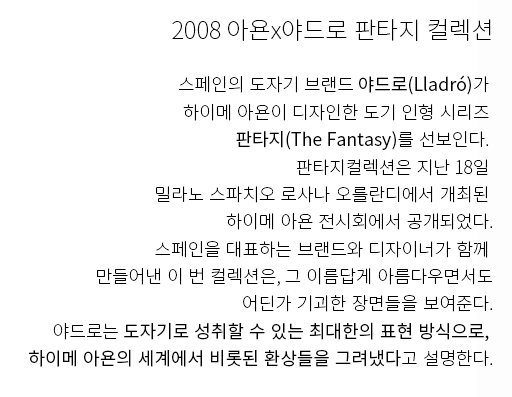 2008 아욘x야드로 판타지 컬렉션
스페인의 도자기 브랜드 야드로(Lladró)가
하이메 아욘이 디자인한 도기 인형 시리즈
판타지(The Fantasy)를 선보인다.
판타지컬렉션은 지난 18일
밀라노 스파치오 로사나 오를란디에서 개최된
하이메 아욘 전시회에서 공개되었다.
스페인을 대표하는 브랜드와 디자이너가 함께
만들어낸 이 번 컬렉션은, 그 이름답게 아름다우면서도
어딘가 기괴한 장면들을 보여준다.
야드로는 도자기로 성취할 수 있는 최대한의 표현 방식으로,
하이메 아욘의 세계에서 비롯된 환상들을 그려냈다고 설명한다.